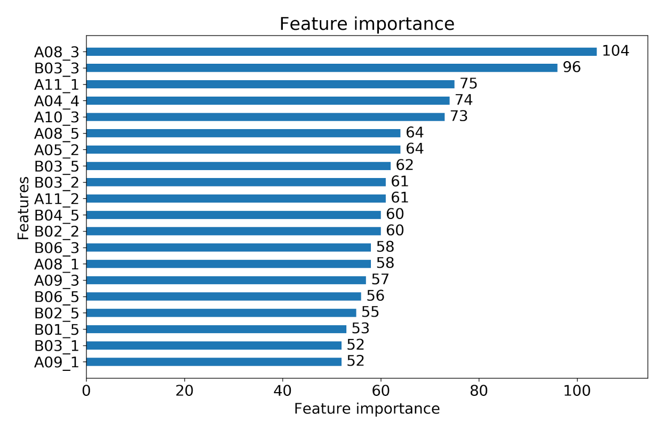 Feature importance
A08_3 104
B03_3 96
A11_1 75
A04_4 74
A10_3 73
A08_5 64
A05_2 64
B03_5 62
B03_2 61
A11_2 61
B04_5 60
B02_2 60
B06_3 58
A08_1 58
A09_3 57
B06_5 56
B02_5 55
B01_5 53
B03_1 52
A09_1 52
Features
0 20 40 60 80 100
Feature importance